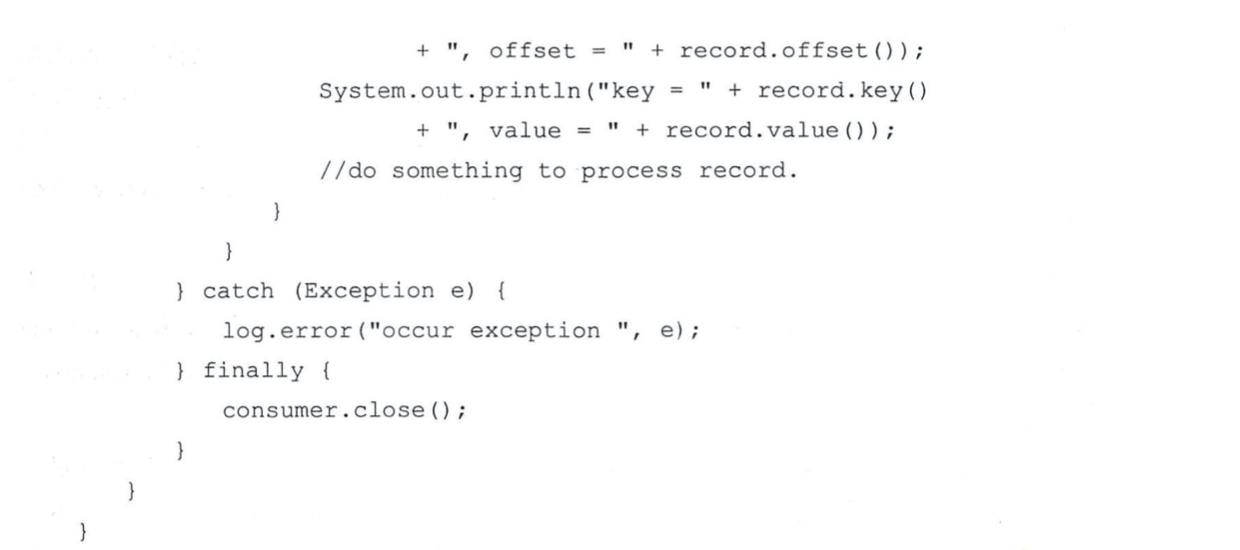 + ", offset = " + record.offset());
System.out.println("key = " + record.key()
+ ", value = " + record.value());
//do something to process record.
}
}
} catch (Exception e) {
log.error("occur exception ", e);
} finally {
consumer.close();
}
}
}